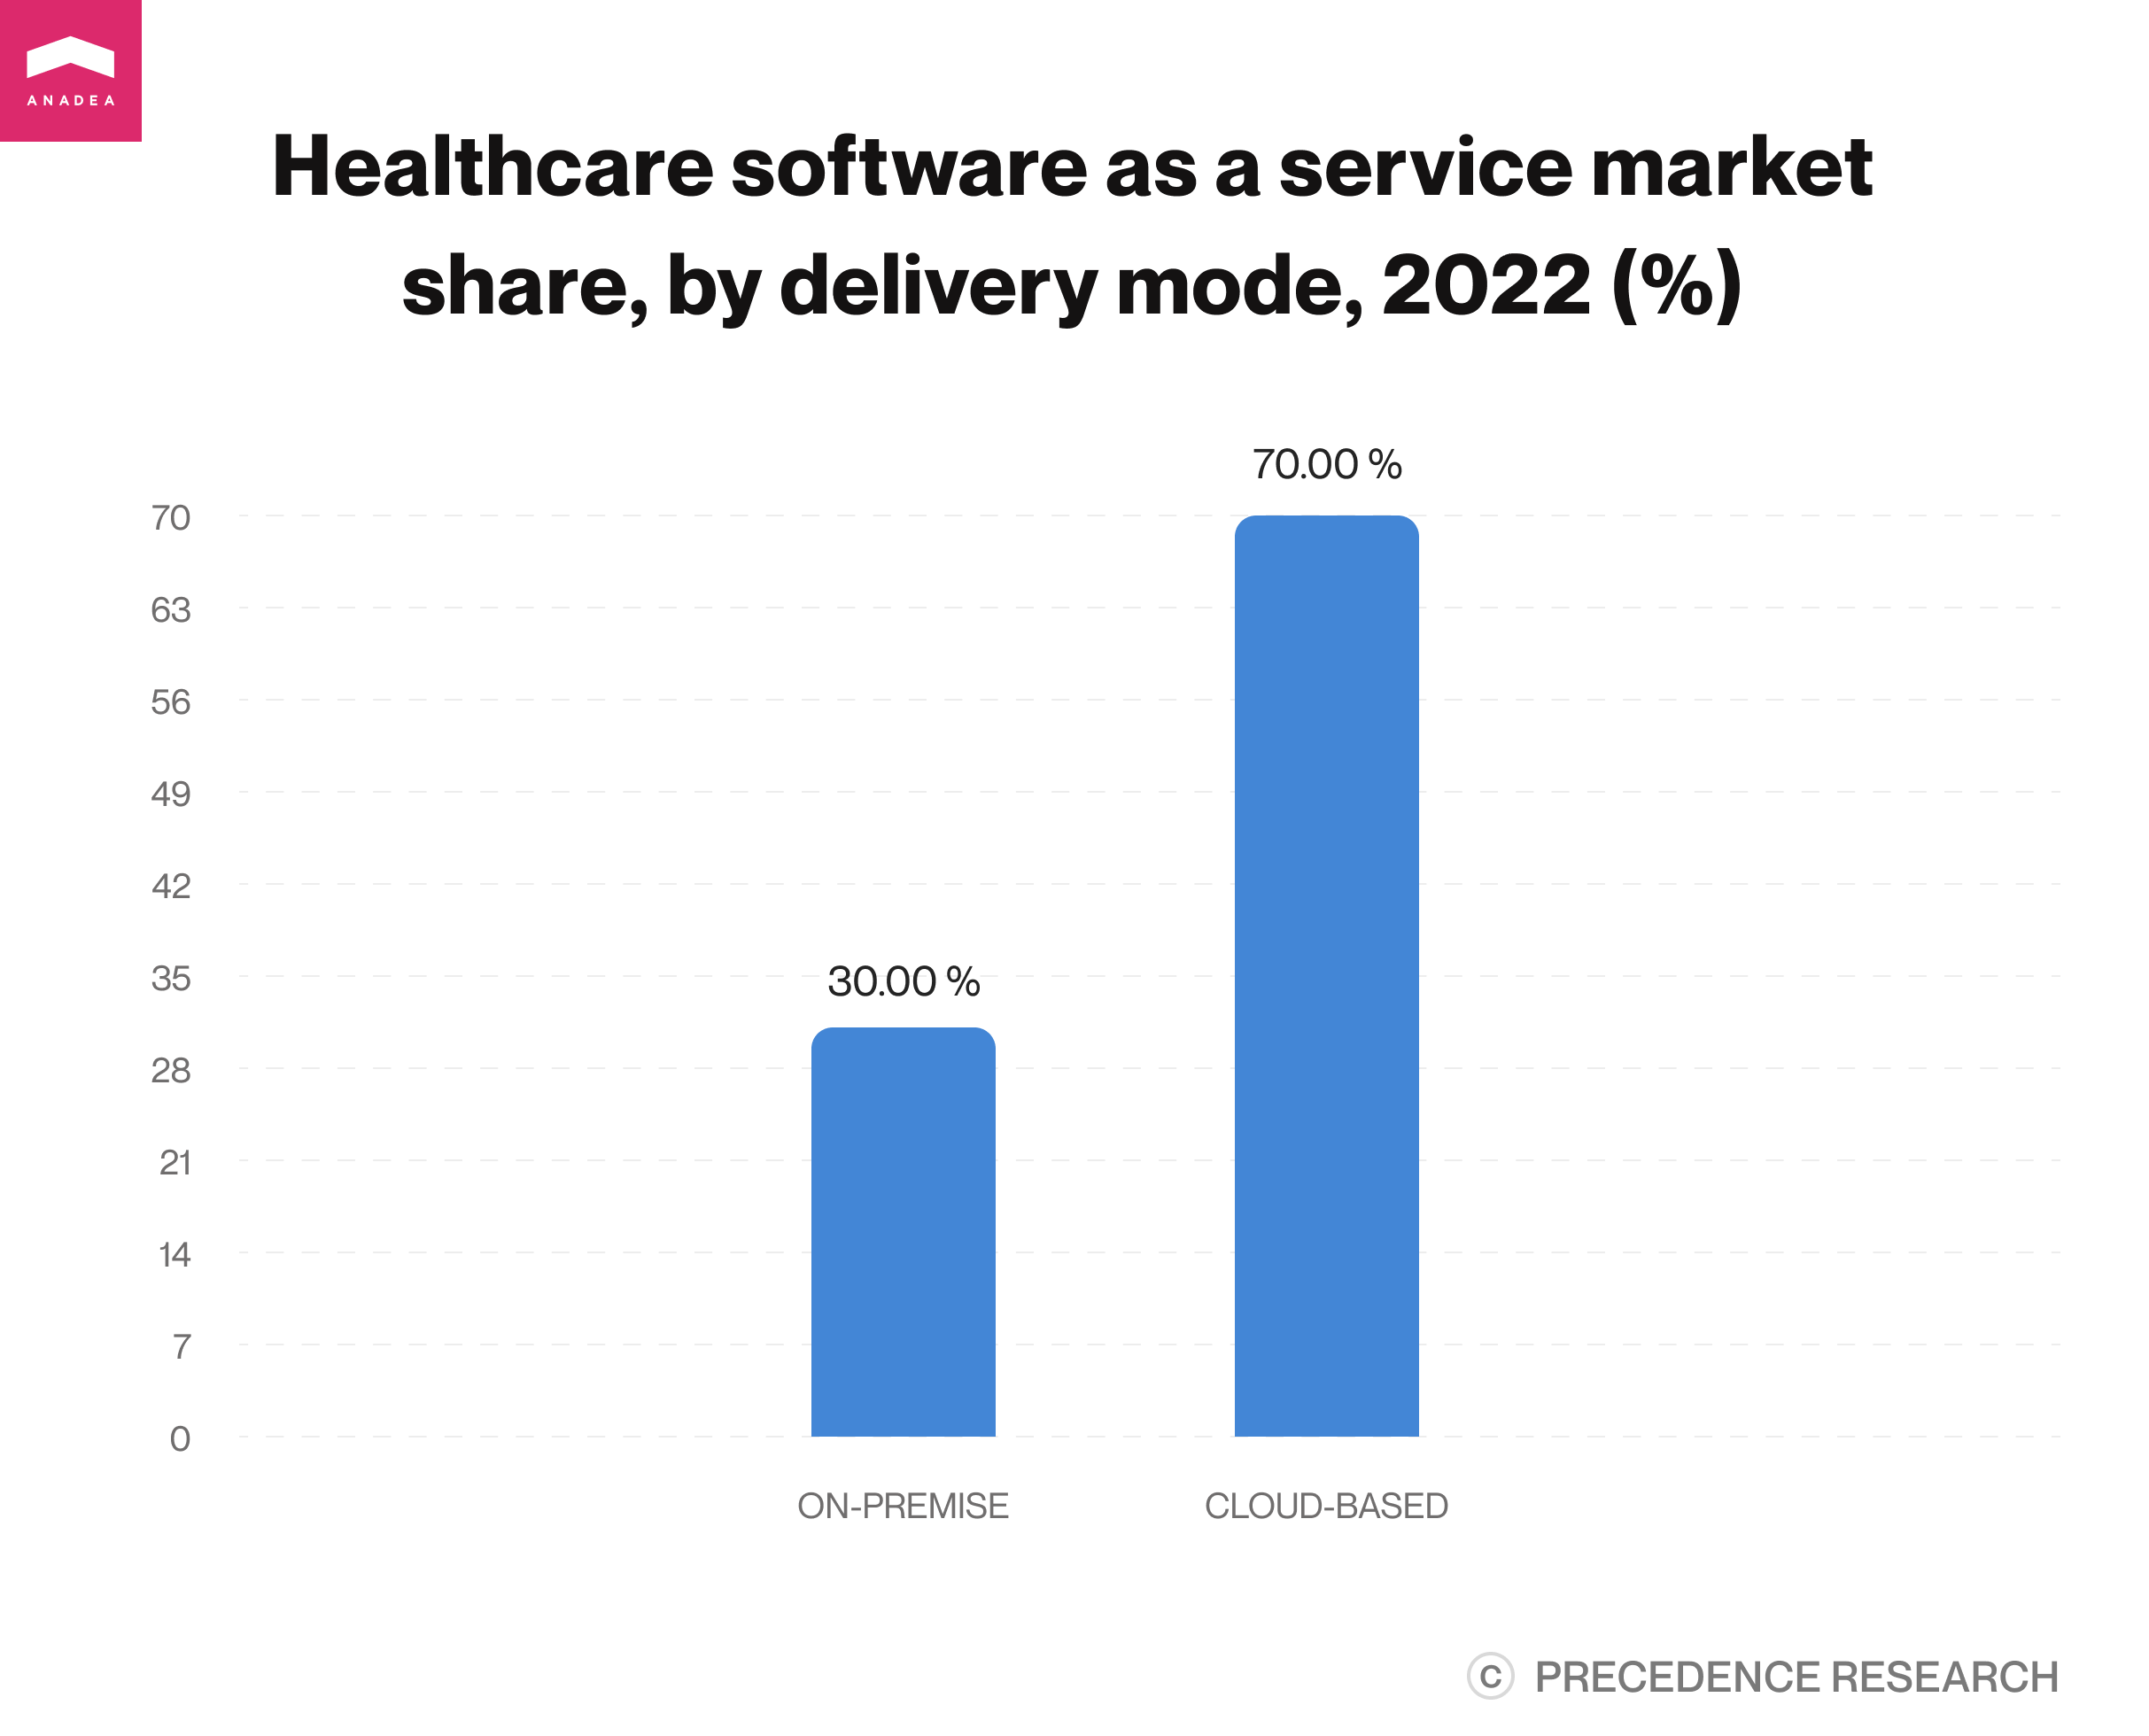 ANADEA
Healthcare software as a service market
share, by delivery mode, 2022 (%)
70.00 %
70
63
56
49
42
35
30.00 %
28
21
14
7
0
ON-PREMISE
CLOUD-BASED
© PRECEDENCE RESEARCH